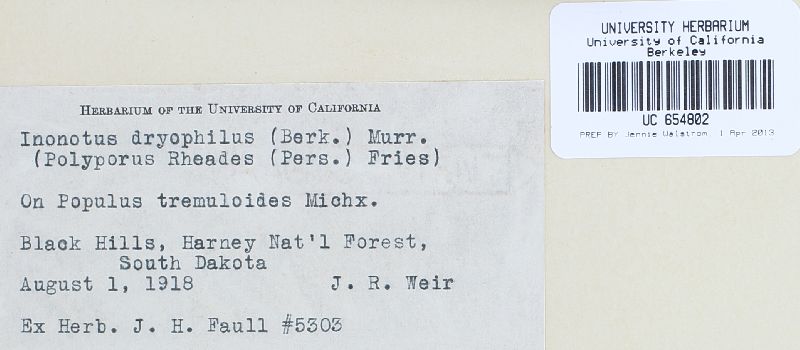 UNIVERSITY HERBARIUM
University of California
Berkeley
UC 654802
PREP BY Jennie Walstrom 1 Apr 2013
HERBARIUM OF THE UNIVERSITY OF CALIFORNIA
Inonotus dryophilus (Berk.) Murr.
(Polyporus Rheades (Pers.) Fries)
On Populus tremuloides Michx.
Black Hills, Harney Nat'l Forest,
South Dakota
August 1, 1918 J. R. Weir
Ex Herb. J. H. Faull #5303